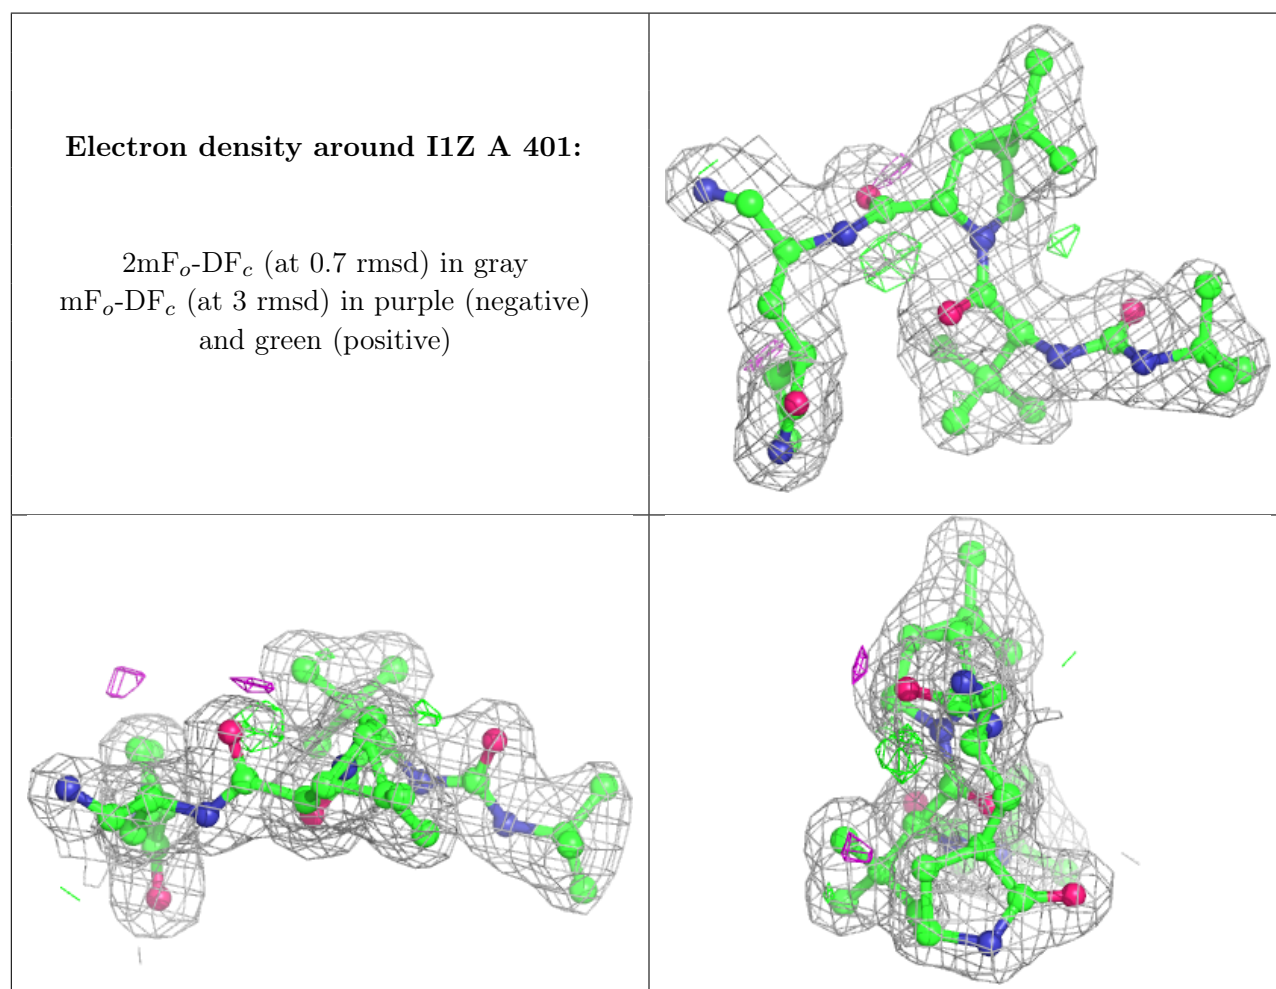 Electron density around I1Z A 401:
2mFₒ-DF𝒸 (at 0.7 rmsd) in gray
mFₒ-DF𝒸 (at 3 rmsd) in purple (negative)
and green (positive)